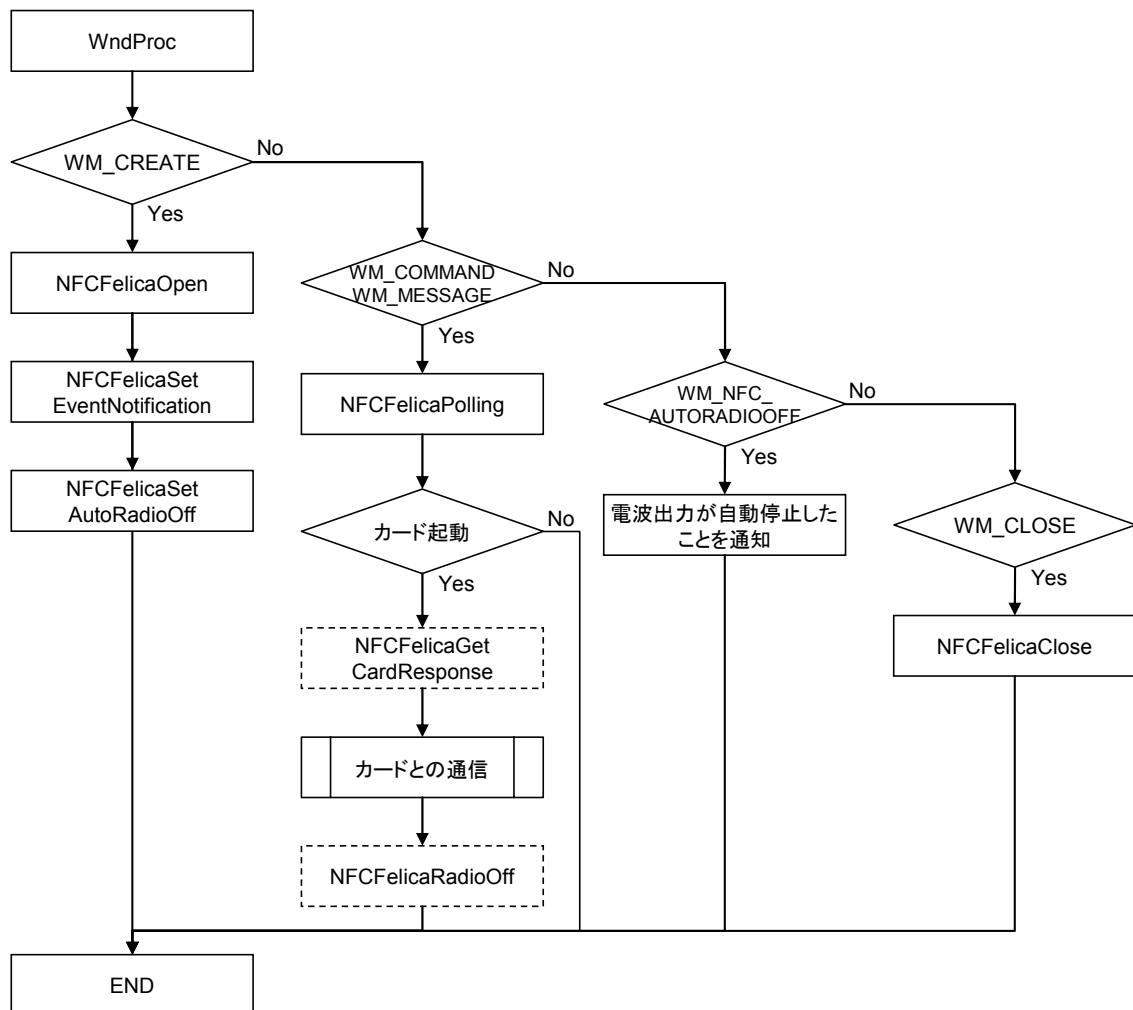 WndProc
WM_CREATE
No
Yes
NFCFelicaOpen
NFCFelicaSet
EventNotification
NFCFelicaSet
AutoRadioOff
WM_COMMAND
WM_MESSAGE
No
Yes
NFCFelicaPolling
カード起動
No
Yes
NFCFelicaGet
CardResponse
カードとの通信
NFCFelicaRadioOff
WM_NFC_
AUTORADIOOFF
No
Yes
電波出力が自動停止した
ことを通知
WM_CLOSE
Yes
NFCFelicaClose
END